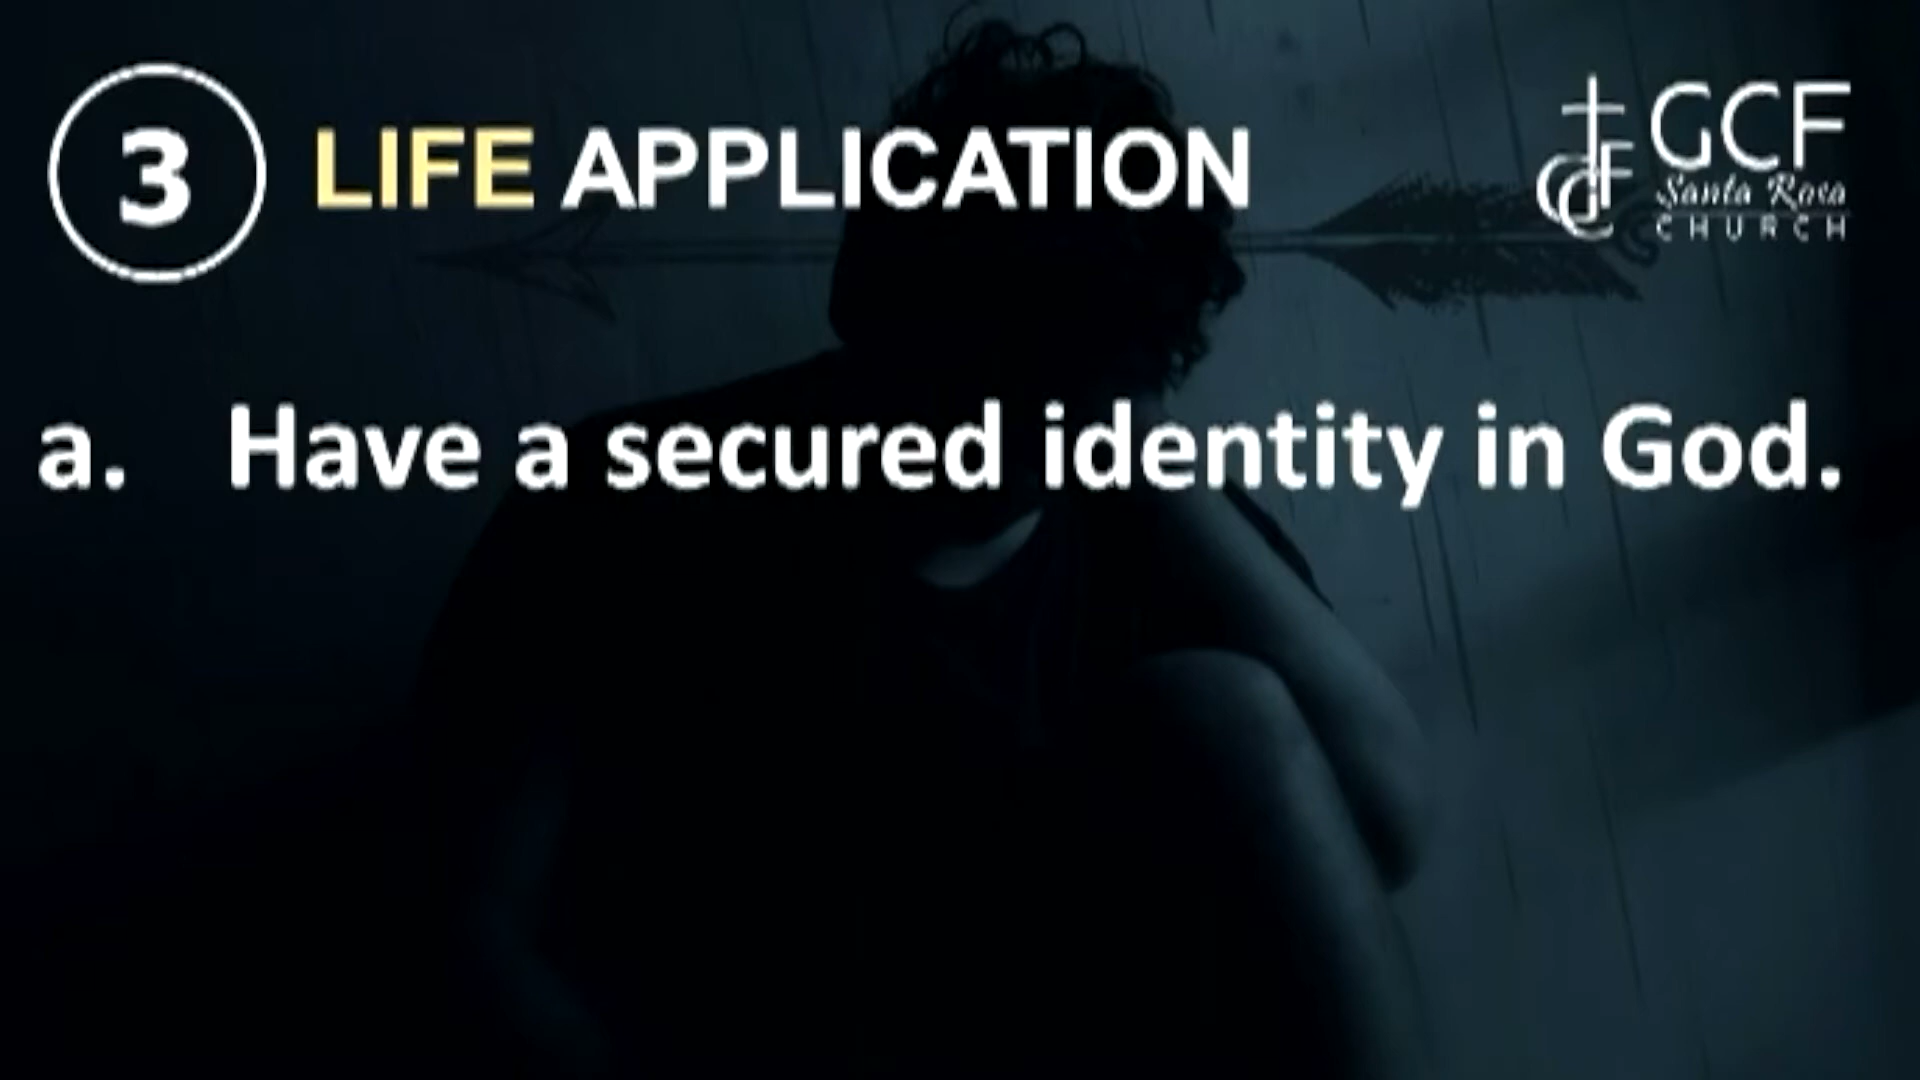 3
LIFE APPLICATION
GCF
Santa Rosa
CHURCH
a. Have a secured identity in God.